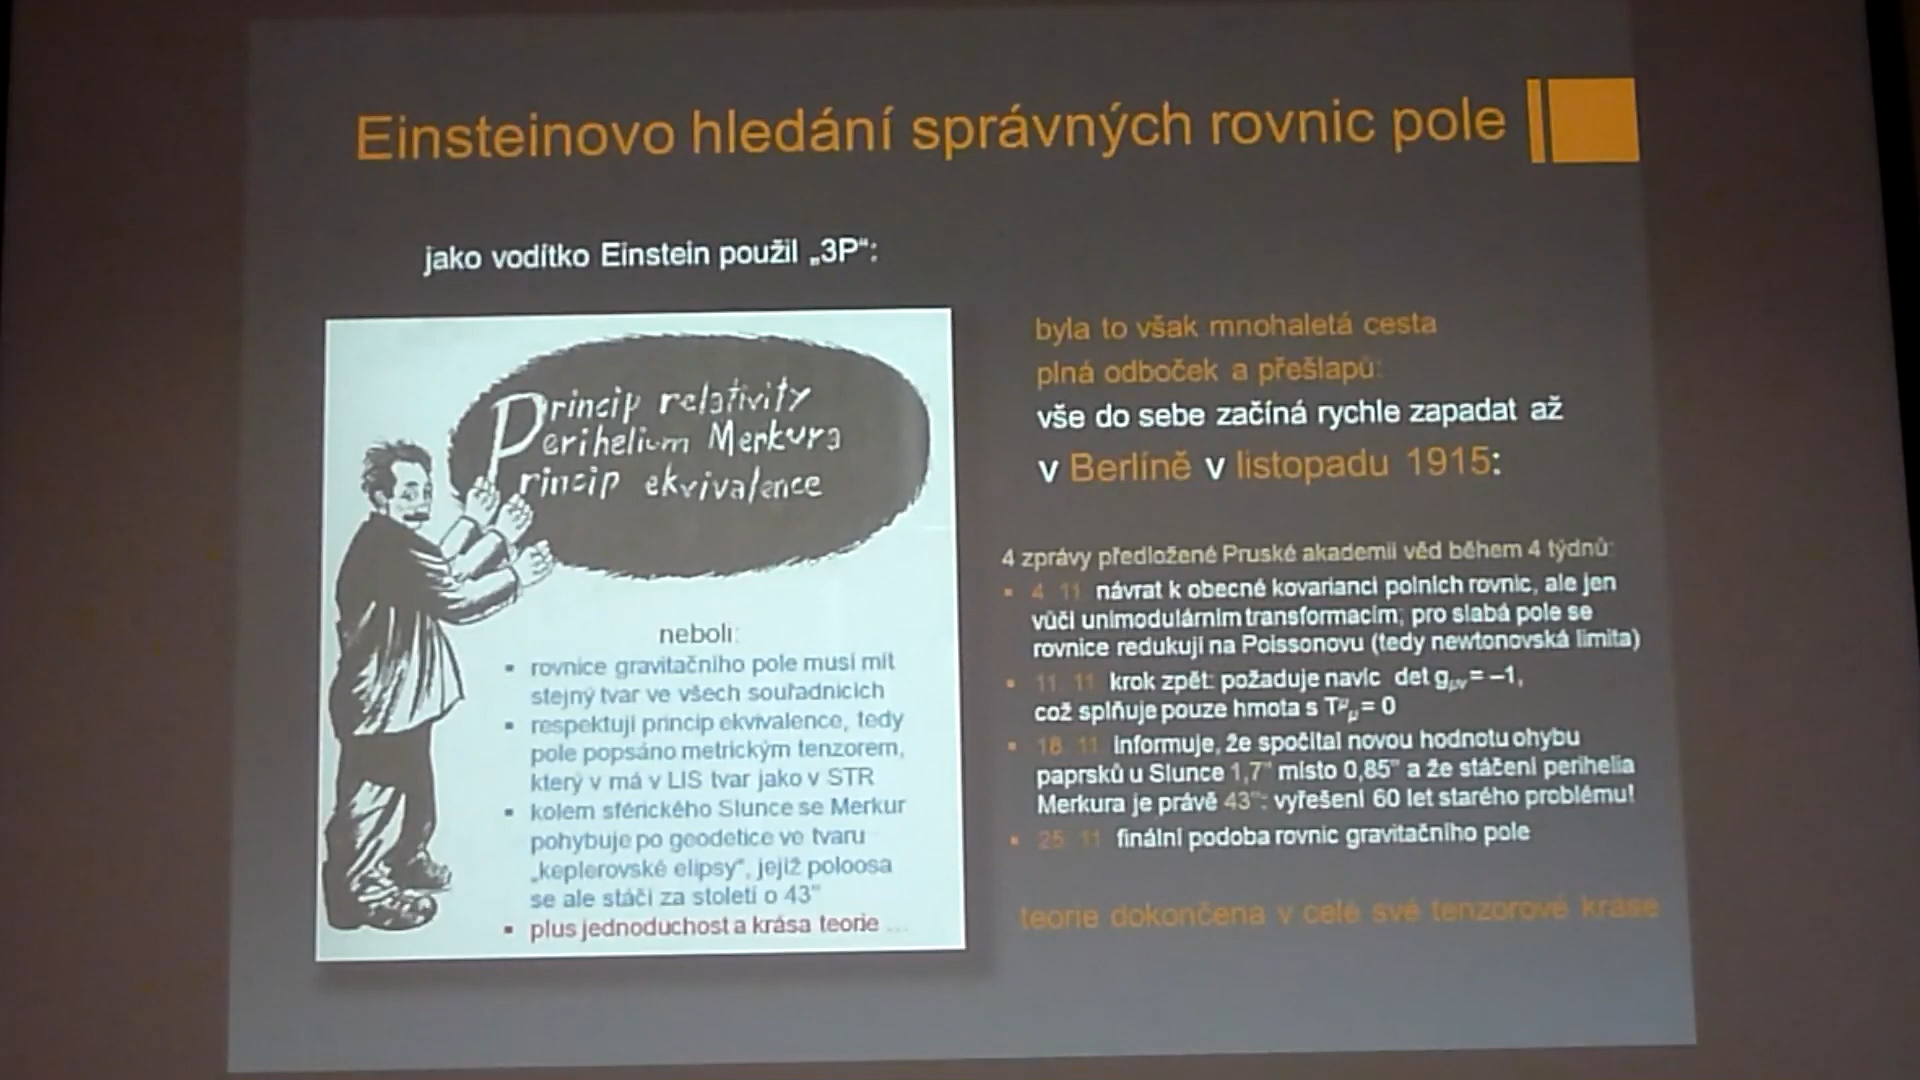 Einsteinovo hledání správných rovnic pole
jako vodítko Einstein použil „3P“:
Princip relativity
Perihelium Merkura
Princip ekvivalence
neboli:
▪ rovnice gravitačního pole musí mít
stejný tvar ve všech souřadnicích
▪ respektují princip ekvivalence, tedy
pole popsáno metrickým tenzorem,
který v má v LIS tvar jako v STR
▪ kolem sférického Slunce se Merkur
pohybuje po geodetice ve tvaru
„keplerovské elipsy“, jejíž poloosa
se ale stáčí za století o 43"
▪ plus jednoduchost a krása teorie ...
byla to však mnohaletá cesta
plná odboček a přešlapů:
vše do sebe začíná rychle zapadat až
v Berlíně v listopadu 1915:
4 zprávy předložené Pruské akademii věd během 4 týdnů:
▪ 4. 11. návrat k obecné kovarianci polních rovnic, ale jen
vůči unimodulárním transformacím; pro slabá pole se
rovnice redukují na Poissonovu (tedy newtonovská limita)
▪ 11. 11. krok zpět: požaduje navíc det gμν = −1,
což splňuje pouze hmota s Tμμ = 0
▪ 18. 11. informuje, že spočítal novou hodnotu ohybu
paprsků u Slunce 1,7" místo 0,85" a že stáčení perihelia
Merkura je právě 43": vyřešení 60 let starého problému!
▪ 25. 11. finální podoba rovnic gravitačního pole
teorie dokončena v celé své tenzorové kráse